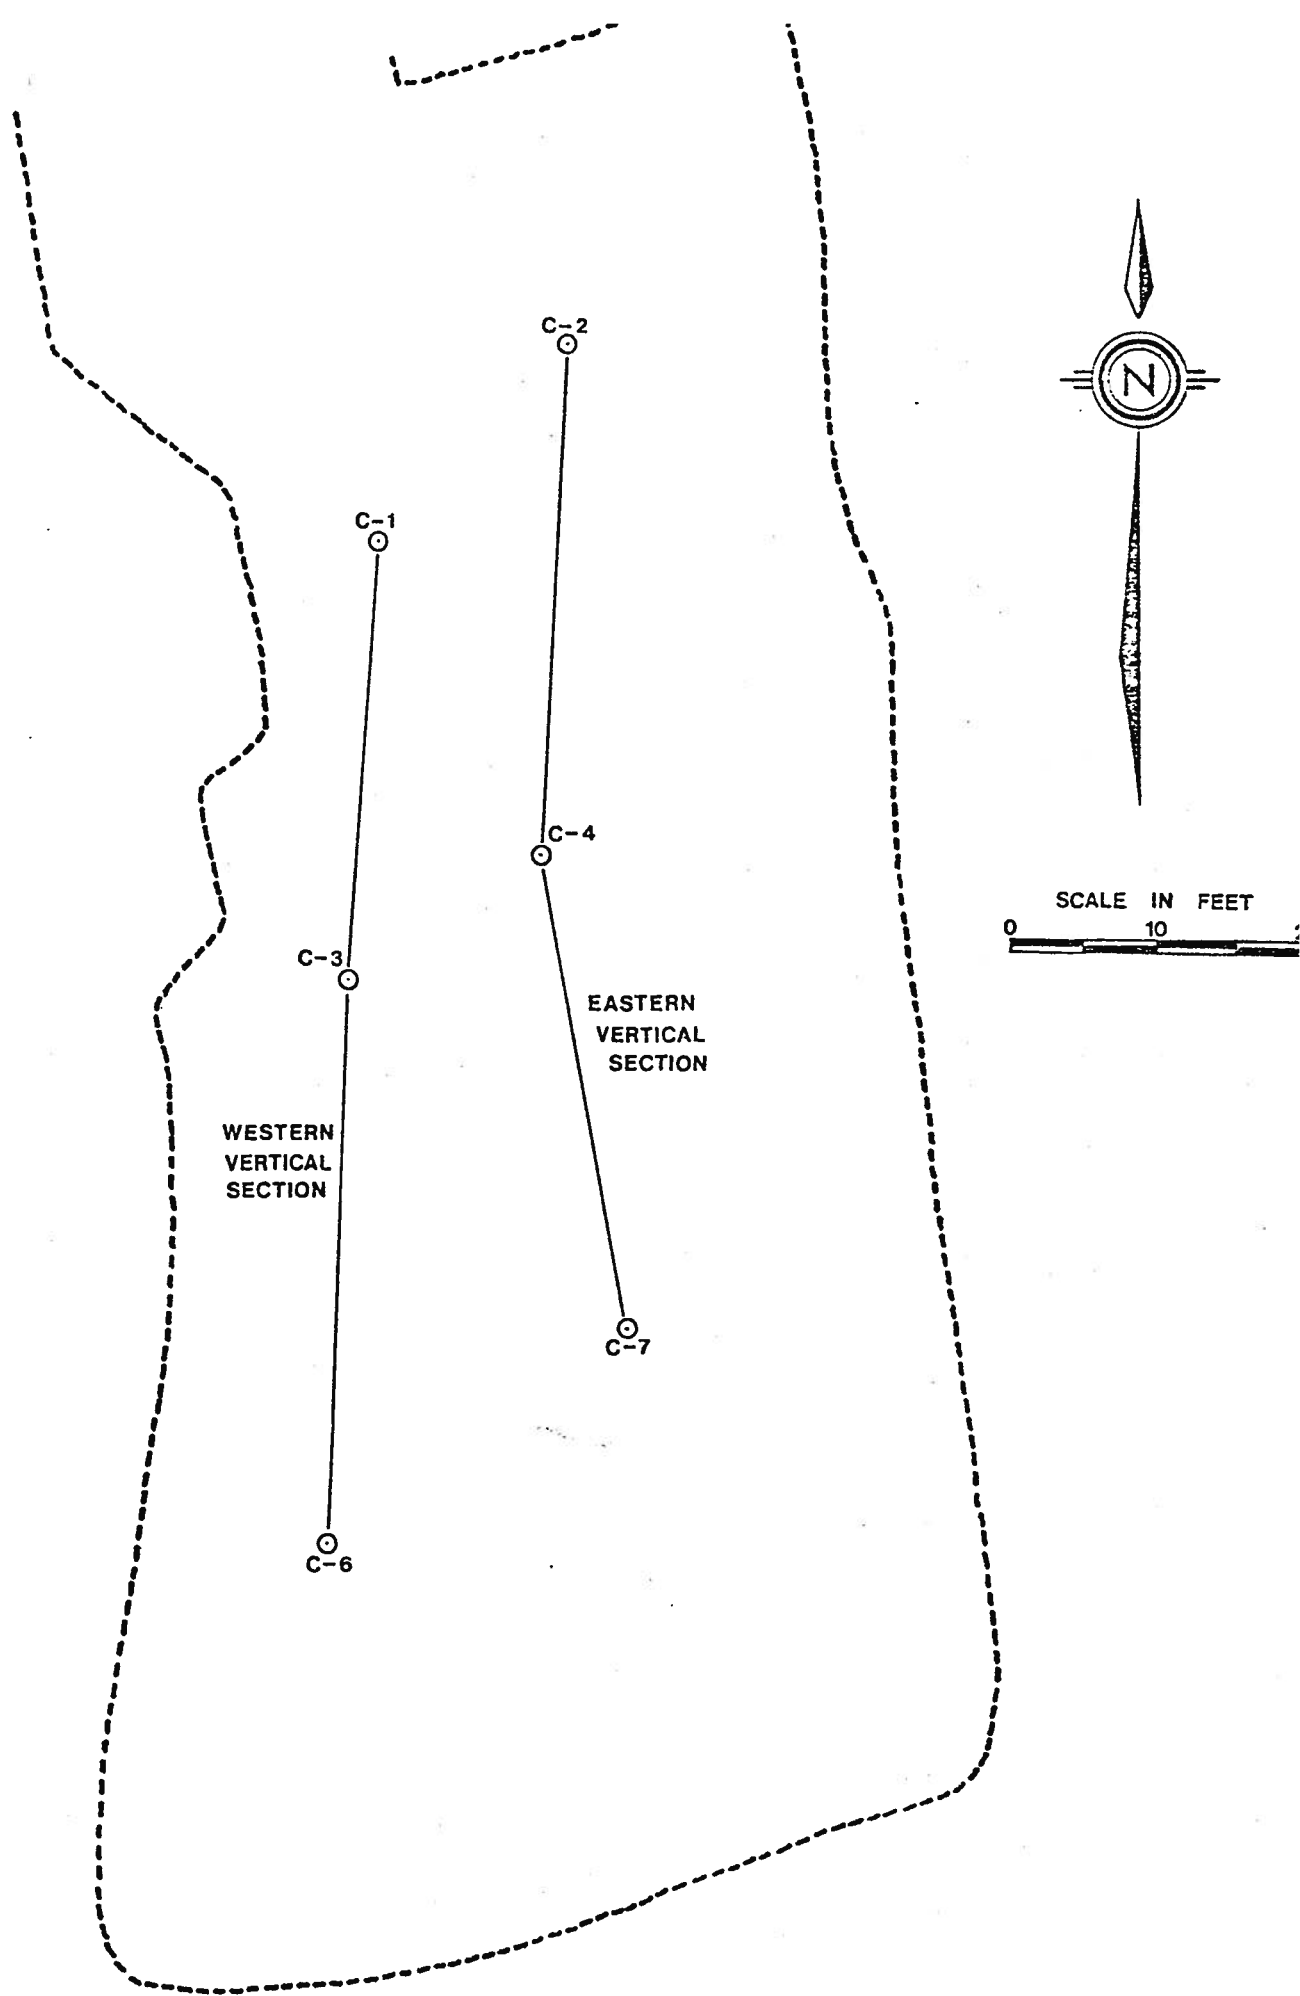 C-2
N
C-1
C-4
SCALE IN FEET
0 10
C-3
EASTERN
VERTICAL
SECTION
WESTERN
VERTICAL
SECTION
C-7
C-6